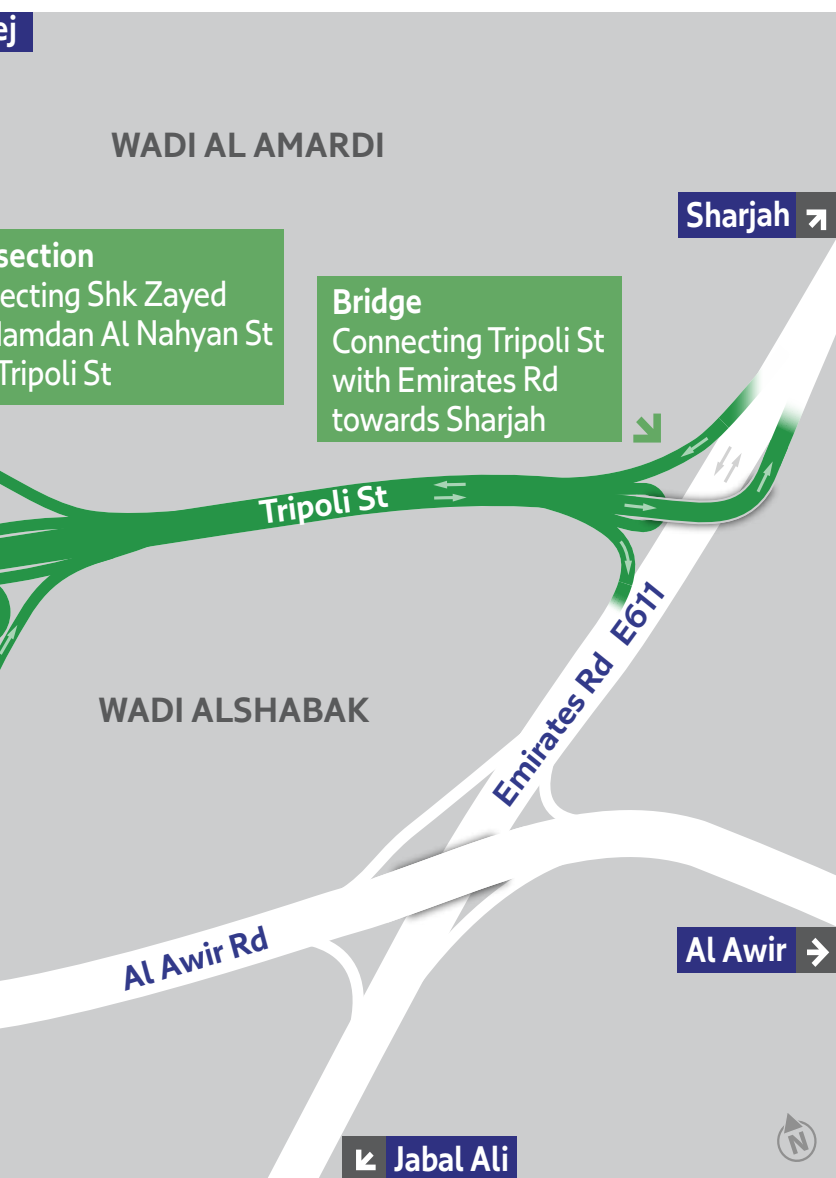 ej
WADI AL AMARDI
Sharjah
section
ecting Shk Zayed
Hamdan Al Nahyan St
Tripoli St
Bridge
Connecting Tripoli St
with Emirates Rd
towards Sharjah
Tripoli St
Emirates Rd E611
WADI ALSHABAK
Al Awir Rd
Al Awir
N
Jabal Ali